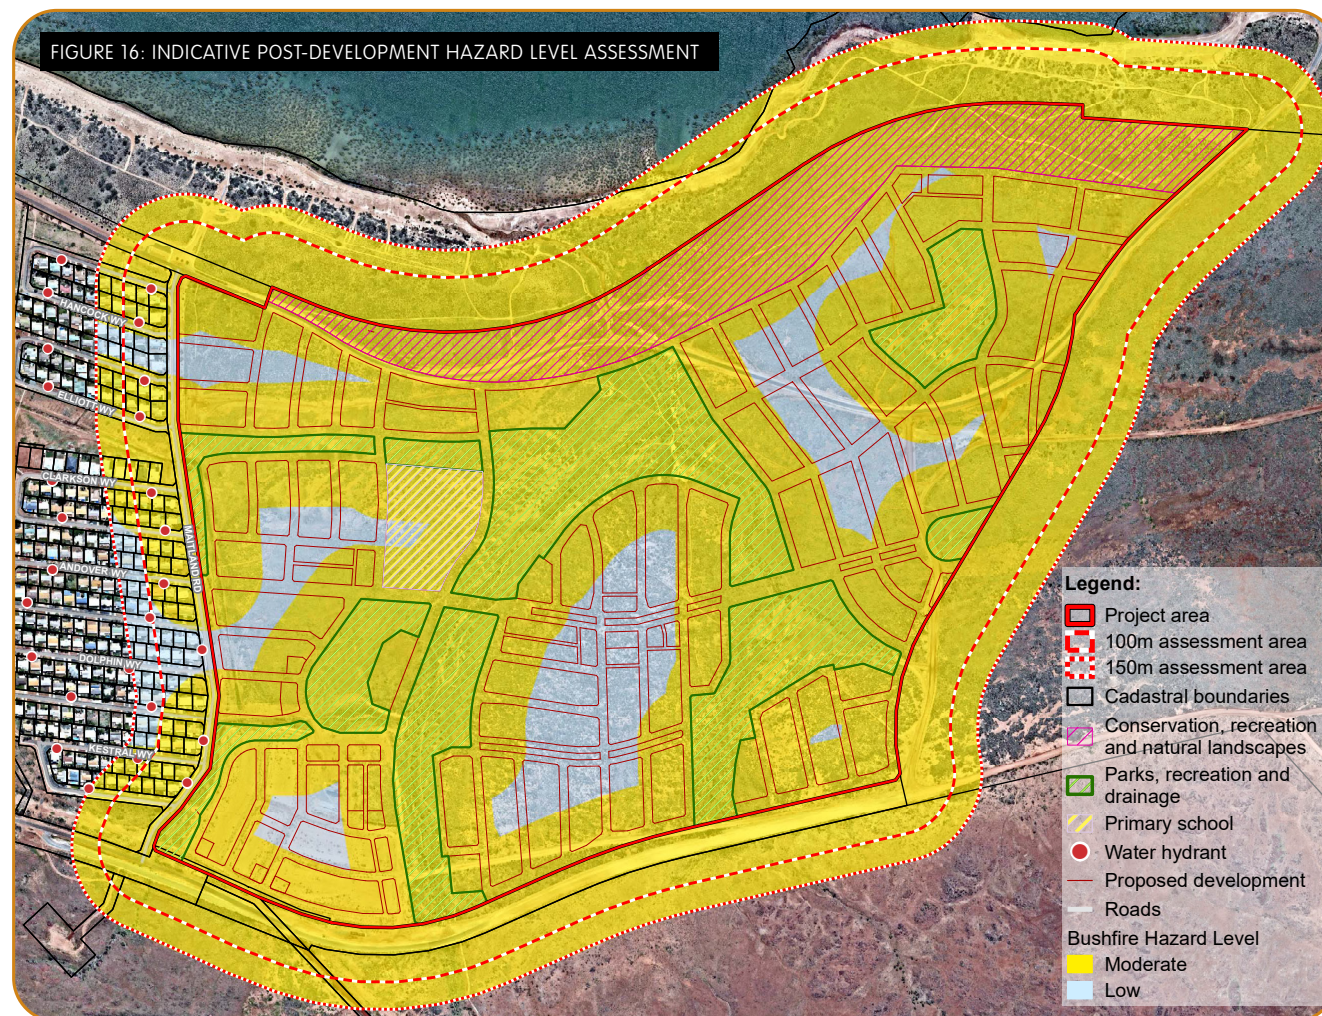 FIGURE 16: INDICATIVE POST-DEVELOPMENT HAZARD LEVEL ASSESSMENT
HANCOCK WY
ELLIOTT WY
CLARKSON WY
MAITLAND RD
ANDOVER WY
DOLPHIN WY
KESTRAL WY
Legend:
Project area
100m assessment area
150m assessment area
Cadastral boundaries
Conservation, recreation
and natural landscapes
Parks, recreation and
drainage
Primary school
Water hydrant
Proposed development
Roads
Bushfire Hazard Level
Moderate
Low